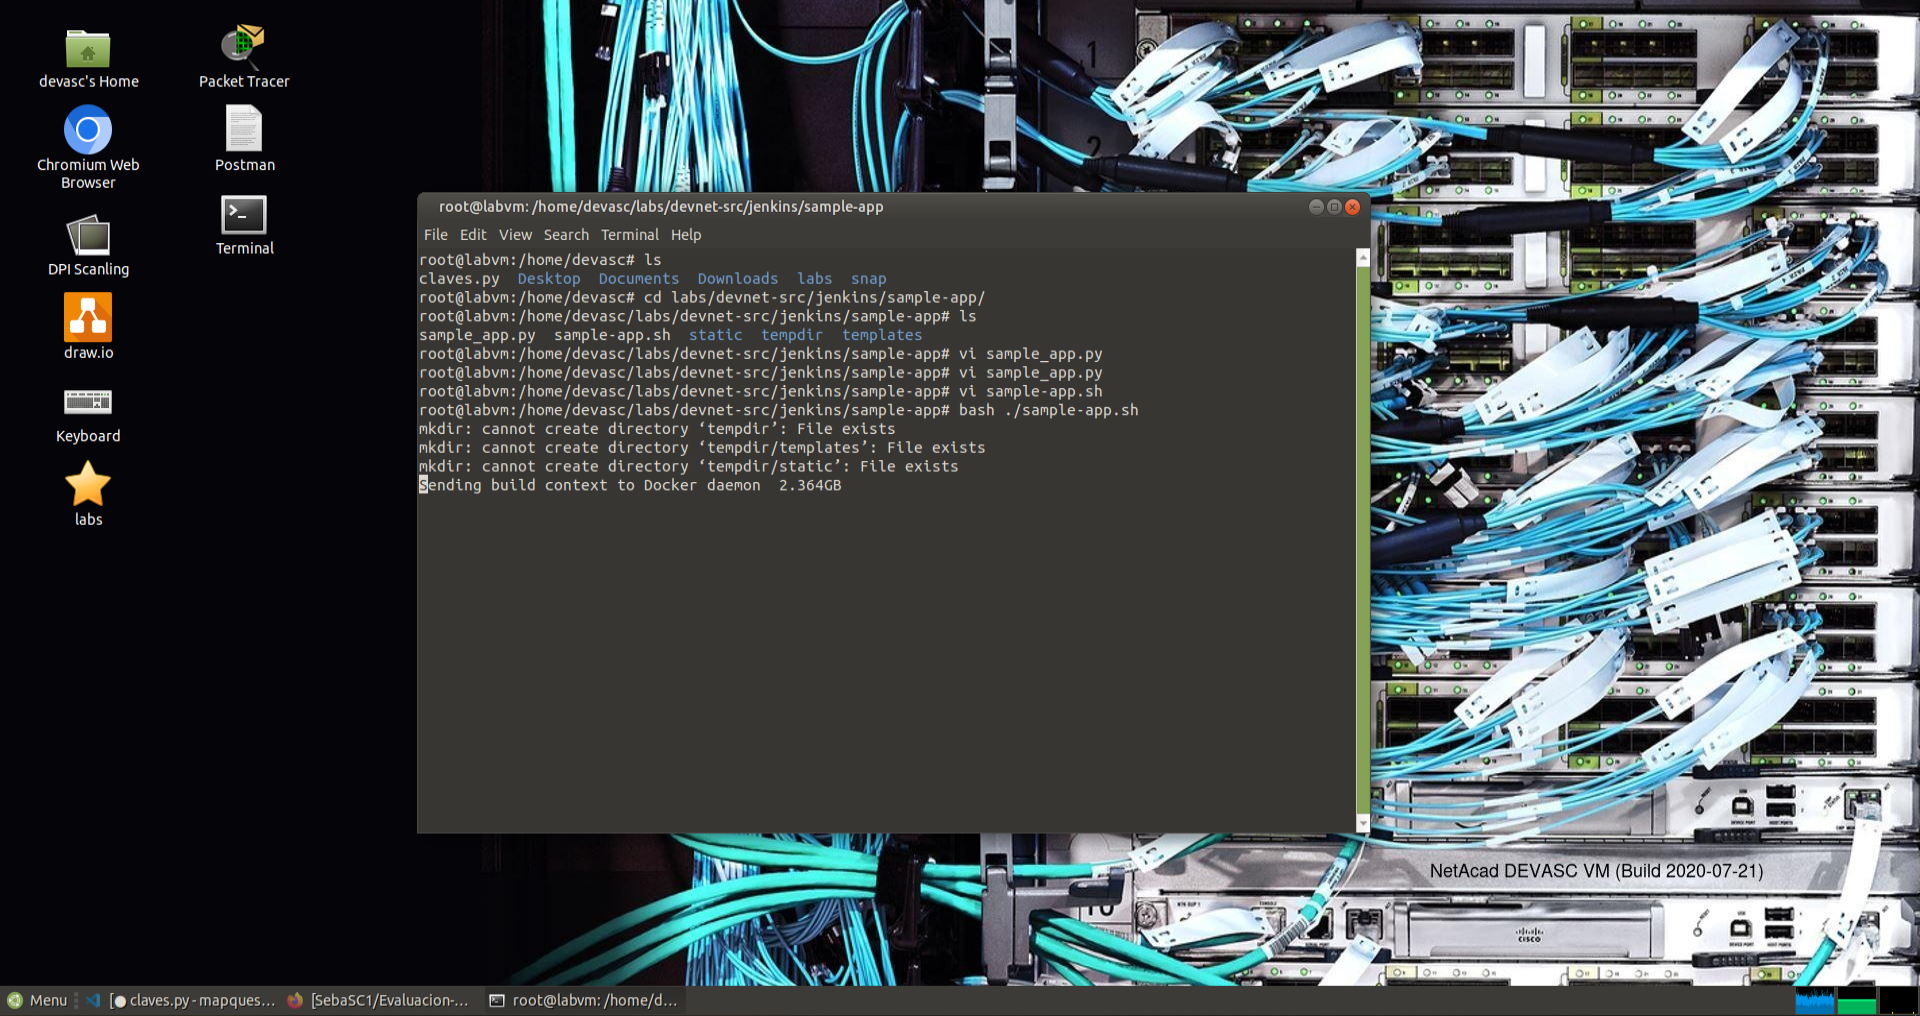 devasc's Home
Packet Tracer
Chromium Web
Browser
Postman
DPI Scanling
Terminal
draw.io
Keyboard
labs
root@labvm: /home/devasc/labs/devnet-src/jenkins/sample-app
File Edit View Search Terminal Help
root@labvm:/home/devasc# ls
claves.py Desktop Documents Downloads labs snap
root@labvm:/home/devasc# cd labs/devnet-src/jenkins/sample-app/
root@labvm:/home/devasc/labs/devnet-src/jenkins/sample-app# ls
sample_app.py sample-app.sh static tempdir templates
root@labvm:/home/devasc/labs/devnet-src/jenkins/sample-app# vi sample_app.py
root@labvm:/home/devasc/labs/devnet-src/jenkins/sample-app# vi sample_app.py
root@labvm:/home/devasc/labs/devnet-src/jenkins/sample-app# vi sample-app.sh
root@labvm:/home/devasc/labs/devnet-src/jenkins/sample-app# bash ./sample-app.sh
mkdir: cannot create directory ‘tempdir’: File exists
mkdir: cannot create directory ‘tempdir/templates’: File exists
mkdir: cannot create directory ‘tempdir/static’: File exists
Sending build context to Docker daemon 2.364GB
1
2
NetAcad DEVASC VM (Build 2020-07-21)
CISCO
Menu
[ claves.py - mapques...
[SebaSC1/Evaluacion-...
root@labvm: /home/d...